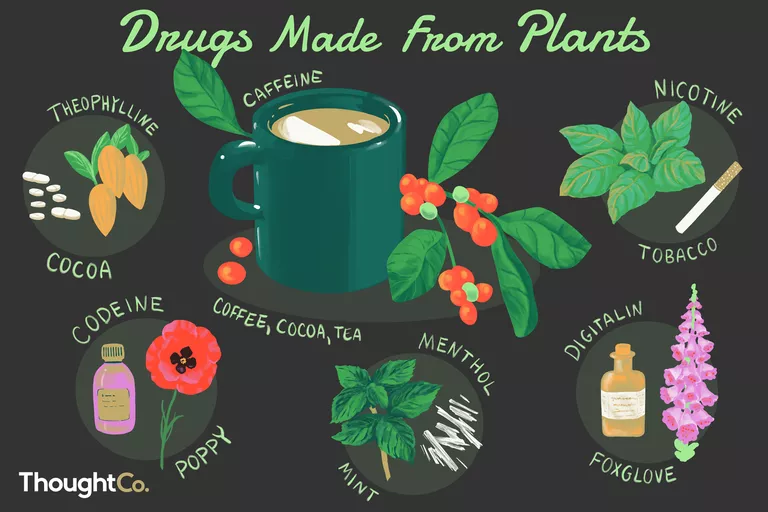 Drugs Made From Plants
CAFFEINE
COFFEE, COCOA, TEA
THEOPHYLLINE
COCOA
NICOTINE
TOBACCO
CODEINE
POPPY
MENTHOL
MINT
DIGITALIN
FOXGLOVE
ThoughtCo.